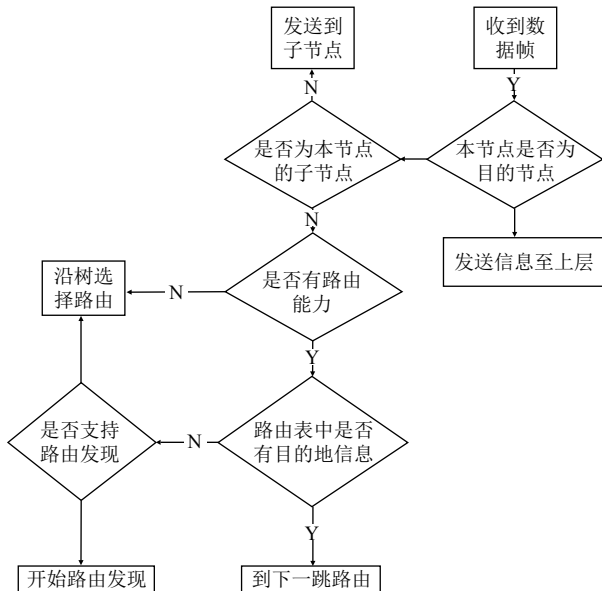 发送到
子节点
收到数
据帧
N
Y
是否为本节点
的子节点
本节点是否为
目的节点
N
发送信息至上层
沿树选
择路由
N
是否有路由
能力
Y
是否支持
路由发现
N
路由表中是否
有目的地信息
Y
开始路由发现
到下一跳路由